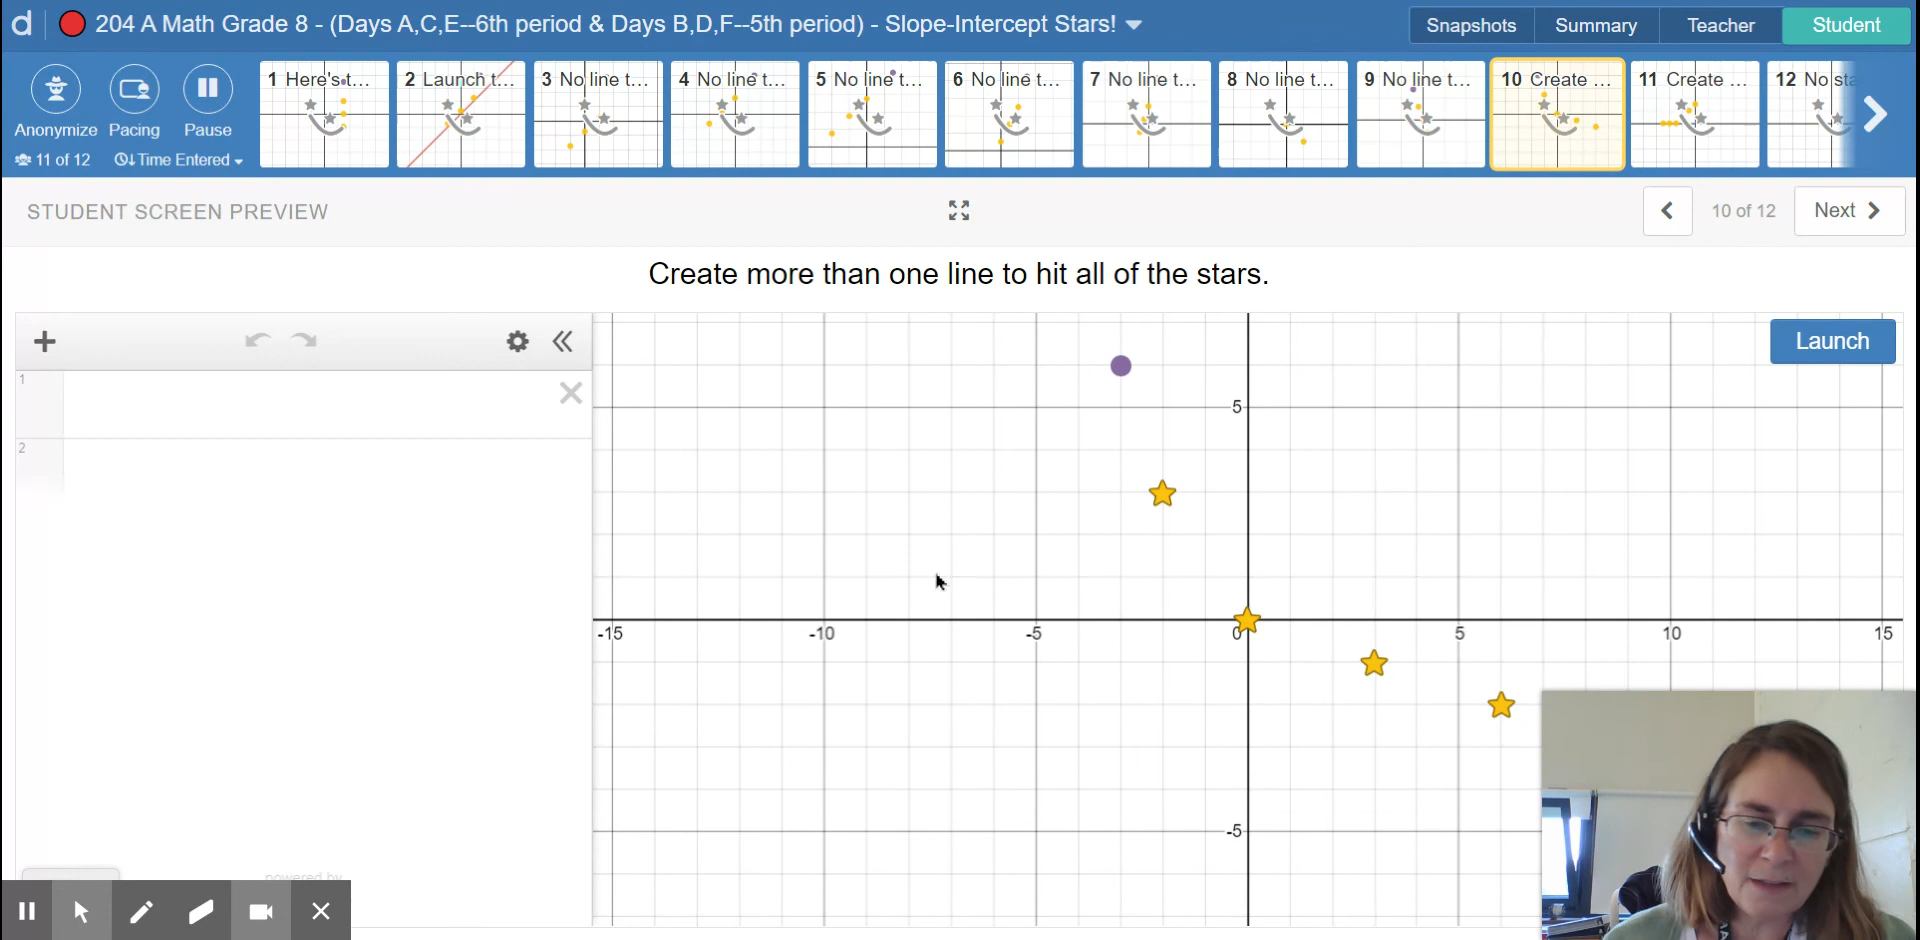 d 204 A Math Grade 8 - (Days A,C,E--6th period & Days B,D,F--5th period) - Slope-Intercept Stars!
Snapshots Summary Teacher Student
1 Here's t... 2 Launch t... 3 No line t... 4 No line t... 5 No line t... 6 No line t... 7 No line t... 8 No line t... 9 No line t... 10 Create ... 11 Create ... 12 No sta
Anonymize Pacing Pause
11 of 12 Time Entered
STUDENT SCREEN PREVIEW
10 of 12 Next
Create more than one line to hit all of the stars.
Launch
1
2
5
-15 -10 -5 0 5 10 15
-5
powered by